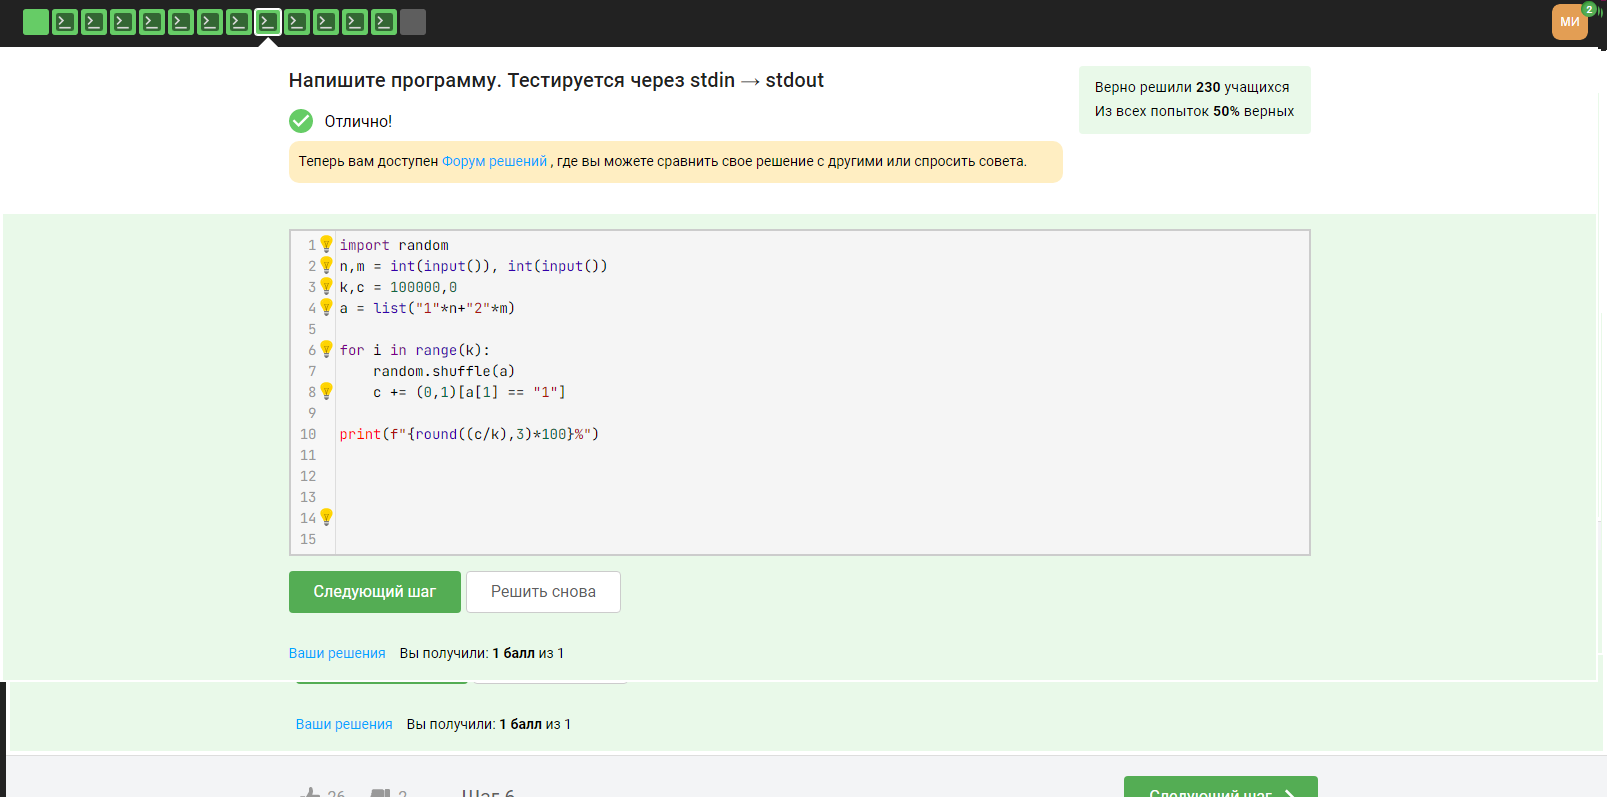 МИ
2
Напишите программу. Тестируется через stdin → stdout
Отлично!
Теперь вам доступен Форум решений , где вы можете сравнить свое решение с другими или спросить совета.
Верно решили 230 учащихся
Из всех попыток 50% верных
1 import random
2 n,m = int(input()), int(input())
3 k,c = 100000,0
4 a = list("1"*n+"2"*m)
5
6 for i in range(k):
7     random.shuffle(a)
8     c += (0,1)[a[1] == "1"]
9
10 print(f"{round((c/k),3)*100}%")
11
12
13
14
15
Следующий шаг
Решить снова
Ваши решения Вы получили: 1 балл из 1
Ваши решения Вы получили: 1 балл из 1
26 2 Шаг 6 Следующий шаг